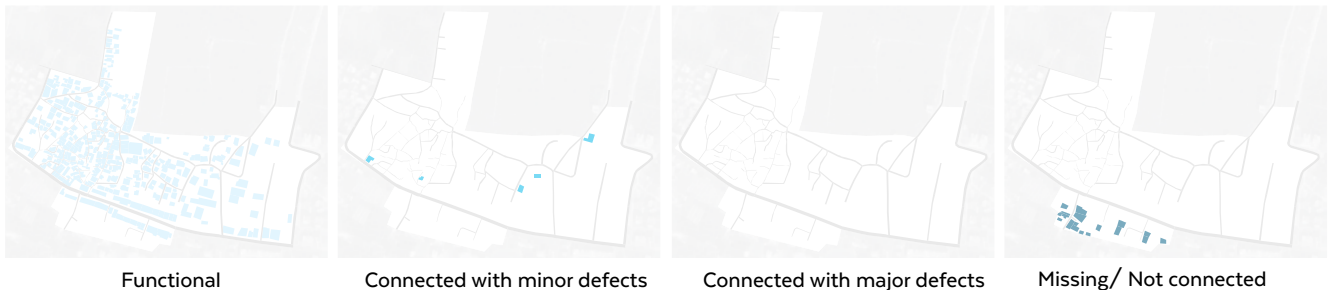 Functional
Connected with minor defects
Connected with major defects
Missing/ Not connected